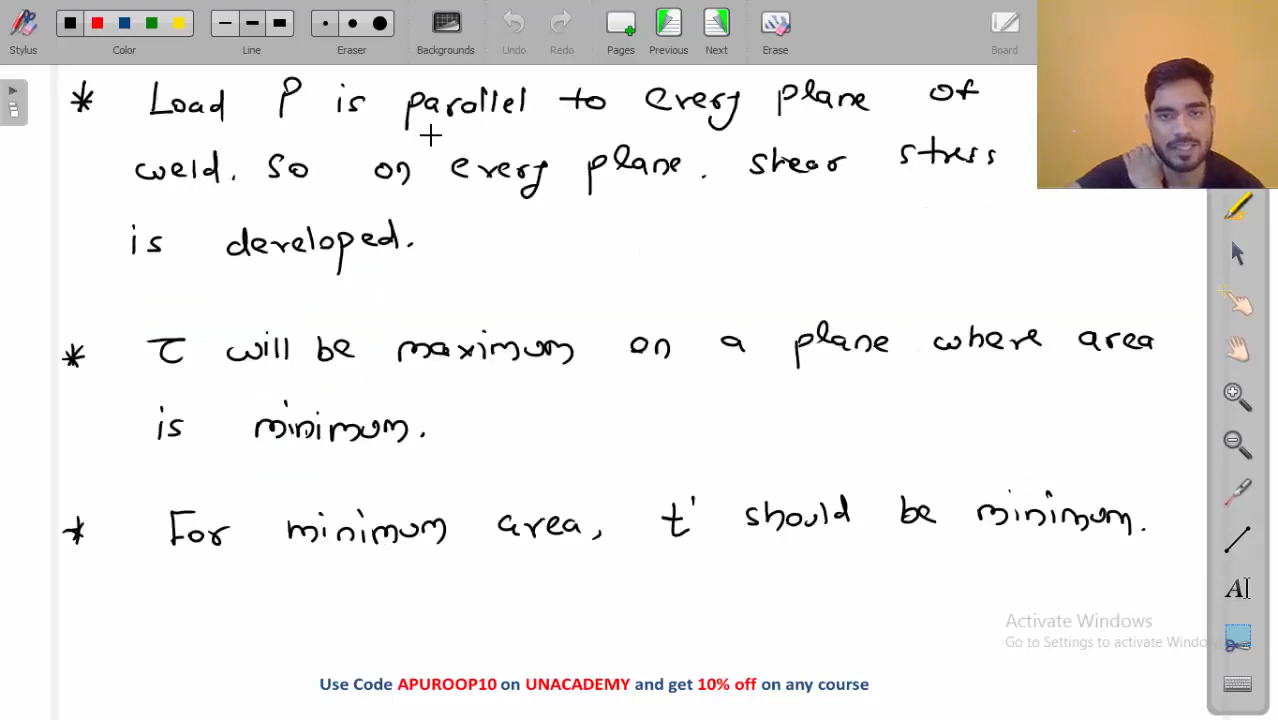 Stylus Color Line Eraser Backgrounds Undo Redo Pages Previous Next Erase Board
* Load P is parallel to every plane of
weld. So on every plane. shear stress
is developed.
* τ will be maximum on a plane where area
is minimum.
* For minimum area, t' should be minimum.
Activate Windows
Go to Settings to activate Windo
Use Code APUROOP10 on UNACADEMY and get 10% off on any course